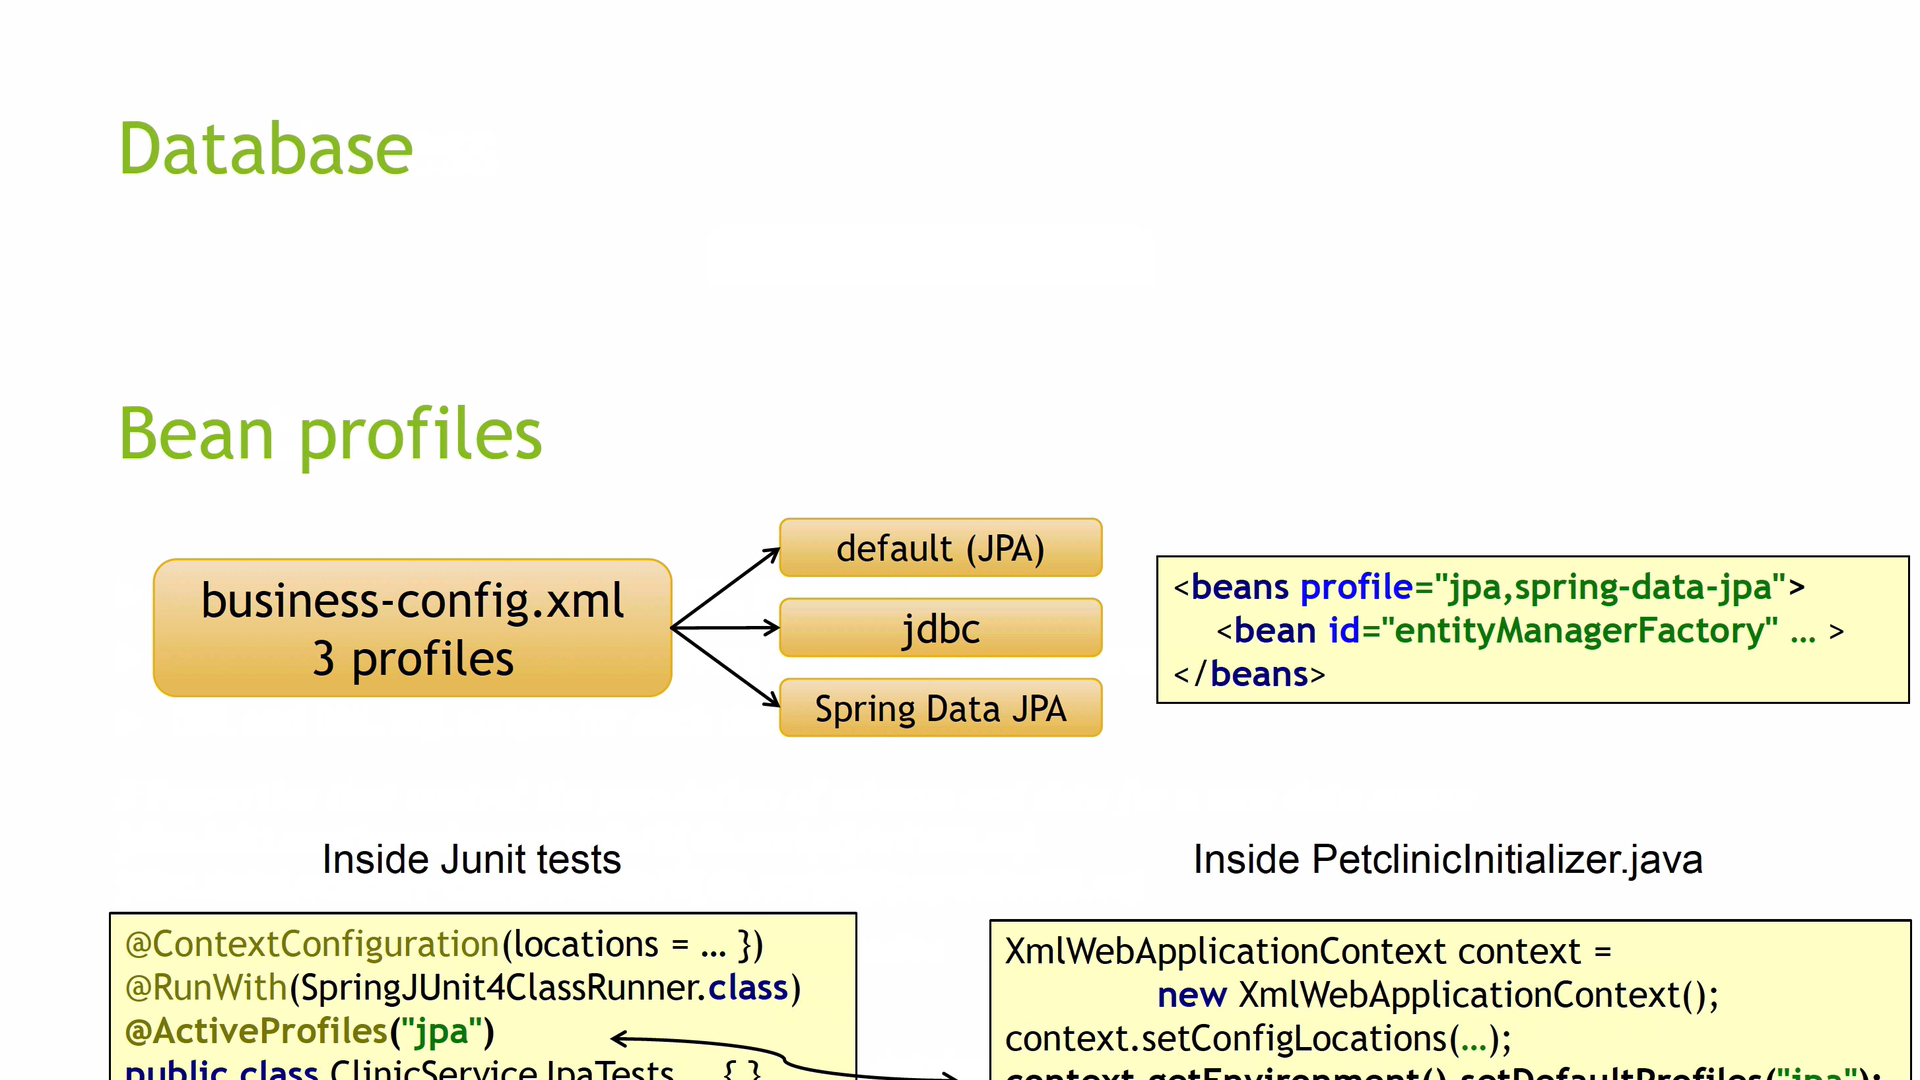 Database
Bean profiles
business-config.xml
3 profiles
default (JPA)
jdbc
Spring Data JPA
<beans profile="jpa,spring-data-jpa">
<bean id="entityManagerFactory" … >
</beans>
Inside Junit tests
@ContextConfiguration(locations = … })
@RunWith(SpringJUnit4ClassRunner.class)
@ActiveProfiles("jpa")
public class ClinicServiceJpaTests … { }
Inside PetclinicInitializer.java
XmlWebApplicationContext context =
new XmlWebApplicationContext();
context.setConfigLocations(…);
context.getEnvironment().setDefaultProfiles("jpa");